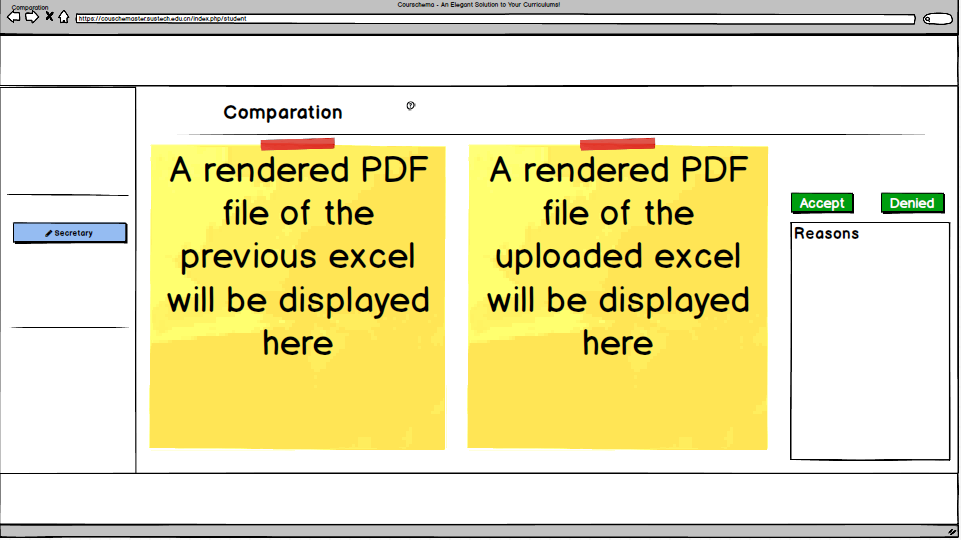 Courschema - An Elegant Solution to Your Curriculums!
Comparation
https://couschemaster.sustech.edu.cn/index.php/student
Comparation
?
Secretary
A rendered PDF
file of the
previous excel
will be displayed
here
A rendered PDF
file of the
uploaded excel
will be displayed
here
Accept
Denied
Reasons